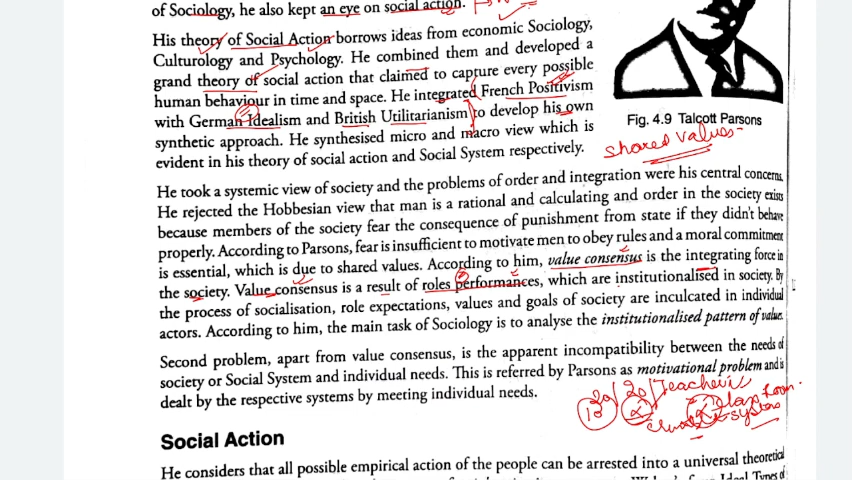 of Sociology, he also kept an eye on social action.
His theory of Social Action borrows ideas from economic Sociology,
Culturology and Psychology. He combined them and developed a
grand theory of social action that claimed to capture every possible
human behaviour in time and space. He integrated French Positivism
with German Idealism and British Utilitarianism to develop his own
synthetic approach. He synthesised micro and macro view which is
evident in his theory of social action and Social System respectively.
Fig. 4.9 Talcott Parsons
shared values-
He took a systemic view of society and the problems of order and integration were his central concerns.
He rejected the Hobbesian view that man is a rational and calculating and order in the society exists
because members of the society fear the consequence of punishment from state if they didn't behave
properly. According to Parsons, fear is insufficient to motivate men to obey rules and a moral commitment
is essential, which is due to shared values. According to him, value consensus is the integrating force in
the society. Value consensus is a result of roles performances, which are institutionalised in society. By
the process of socialisation, role expectations, values and goals of society are inculcated in individual
actors. According to him, the main task of Sociology is to analyse the institutionalised pattern of value.
Second problem, apart from value consensus, is the apparent incompatibility between the needs of
society or Social System and individual needs. This is referred by Parsons as motivational problem and is
dealt by the respective systems by meeting individual needs.
Teacher
system
Social Action
He considers that all possible empirical action of the people can be arrested into a universal theoretical
Ideal Types of